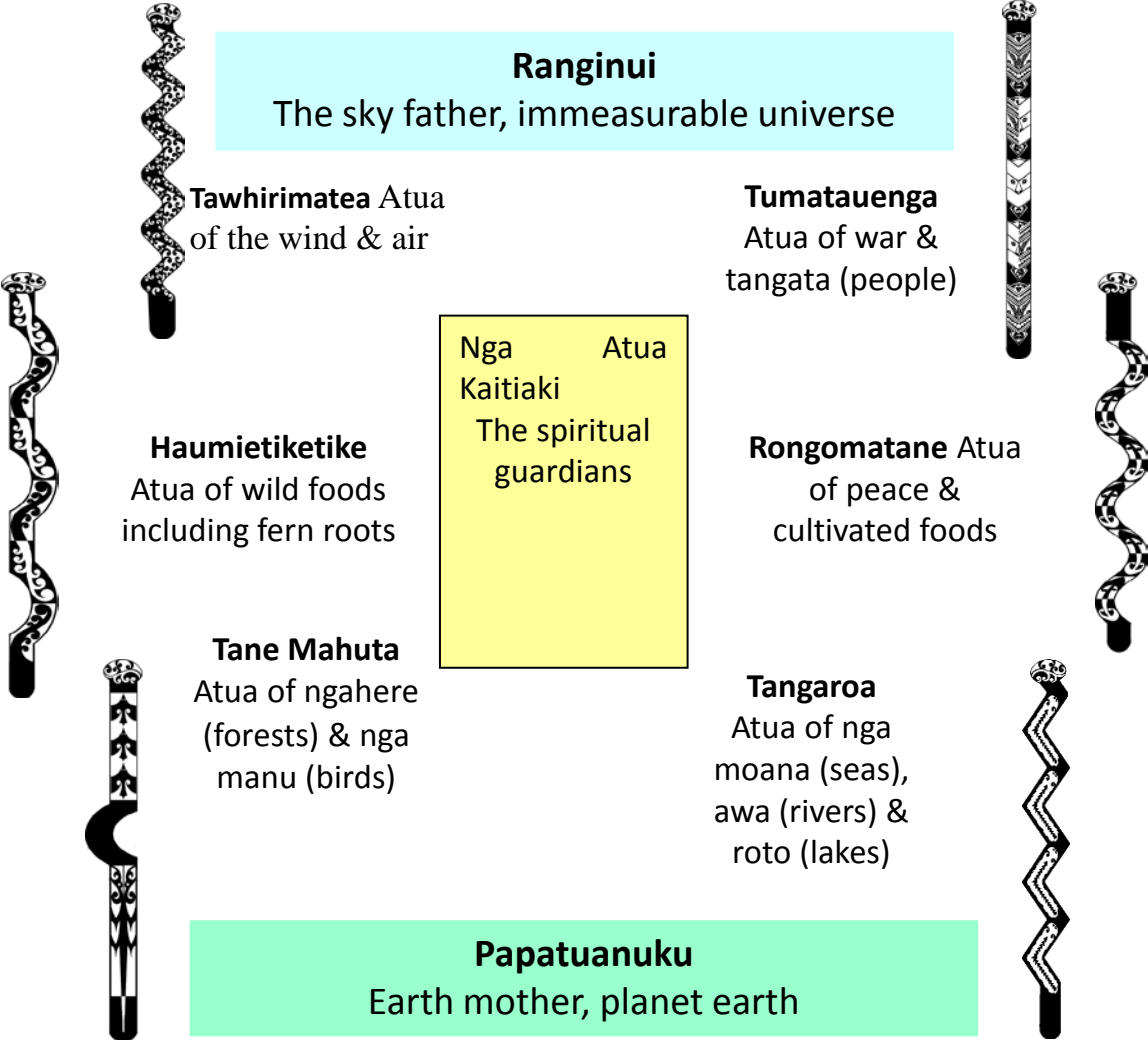 Ranginui
The sky father, immeasurable universe
Tawhirimatea Atua
of the wind & air
Tumatauenga
Atua of war &
tangata (people)
Nga Atua
Kaitiaki
The spiritual
guardians
Haumietiketike
Atua of wild foods
including fern roots
Rongomatane Atua
of peace &
cultivated foods
Tane Mahuta
Atua of ngahere
(forests) & nga
manu (birds)
Tangaroa
Atua of nga
moana (seas),
awa (rivers) &
roto (lakes)
Papatuanuku
Earth mother, planet earth